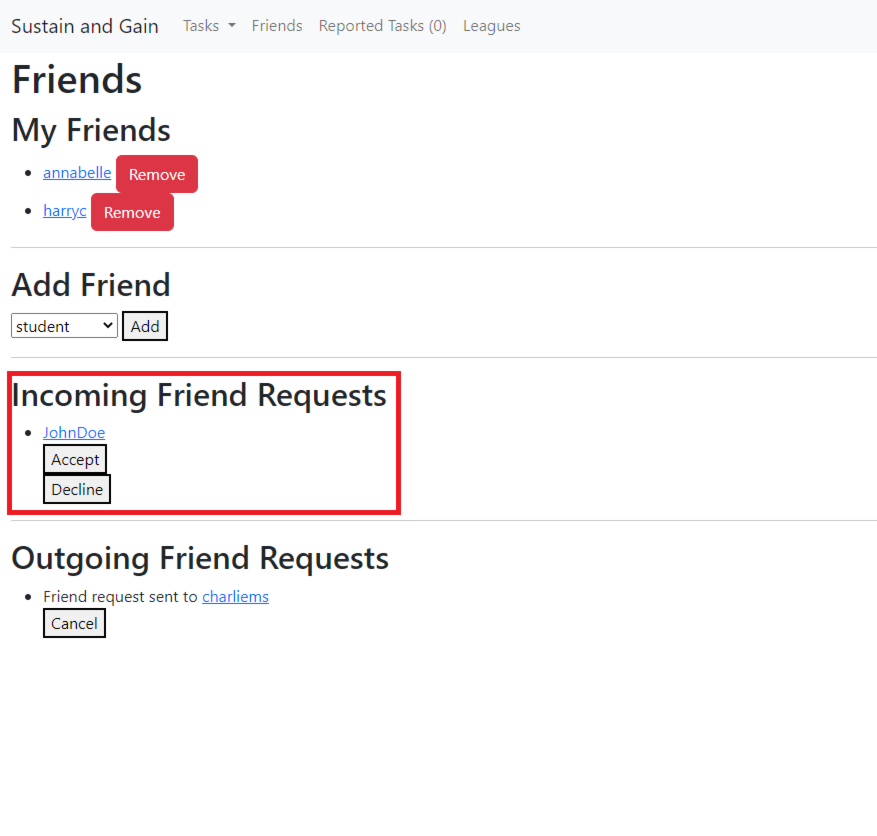 Sustain and Gain Tasks Friends Reported Tasks (0) Leagues
Friends
My Friends
annabelle Remove
harryc Remove
Add Friend
student Add
Incoming Friend Requests
JohnDoe
Accept
Decline
Outgoing Friend Requests
Friend request sent to charliems
Cancel